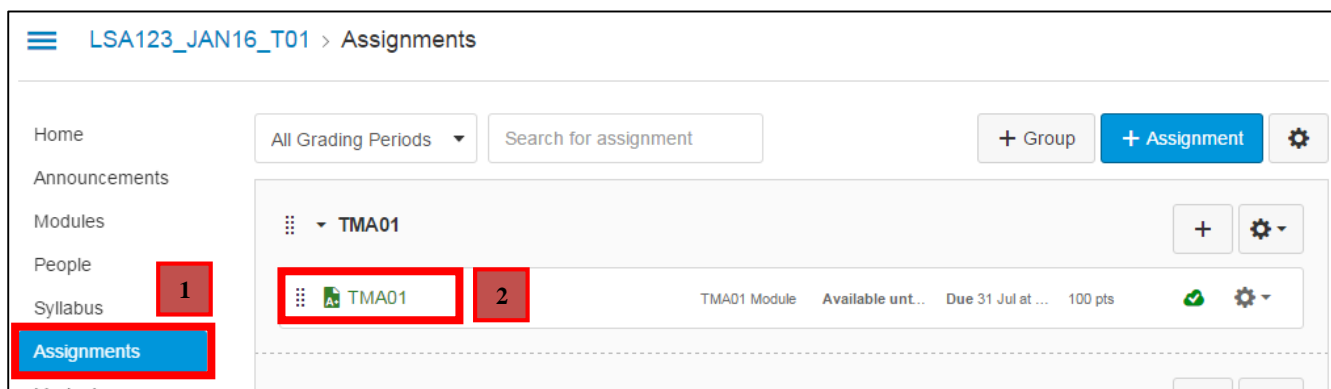 LSA123_JAN16_T01 > Assignments
Home
All Grading Periods
Search for assignment
+ Group
+ Assignment
Announcements
Modules
TMA01
+
People
1
TMA01
2
TMA01 Module
Available unt...
Due 31 Jul at ...
100 pts
Syllabus
Assignments